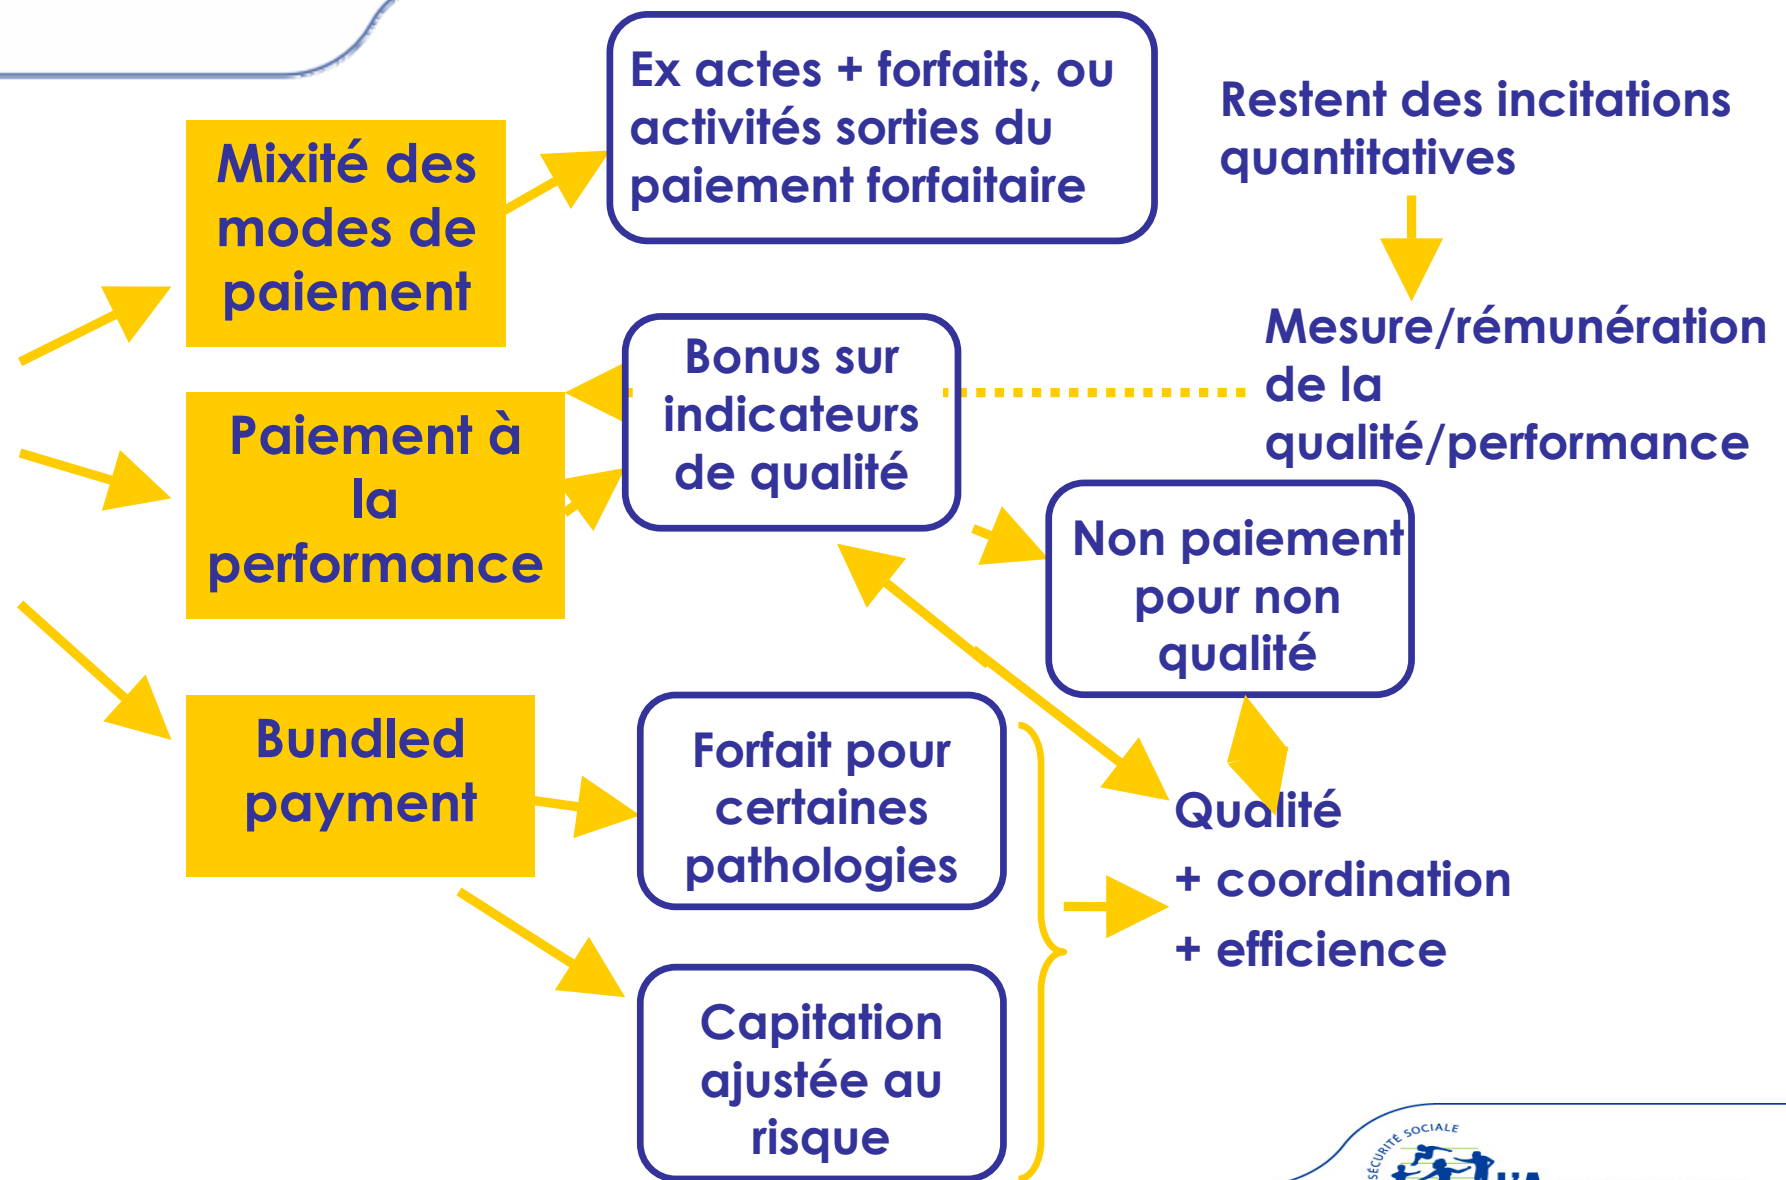 Ex actes + forfaits, ou
activités sorties du
paiement forfaitaire
Restent des incitations
quantitatives
Mixité des
modes de
paiement
Mesure/rémunération
de la
qualité/performance
Bonus sur
indicateurs
de qualité
Paiement à
la
performance
Non paiement
pour non
qualité
Bundled
payment
Forfait pour
certaines
pathologies
Qualité
+ coordination
+ efficience
Capitation
ajustée au
risque
SÉCURITÉ SOCIALE